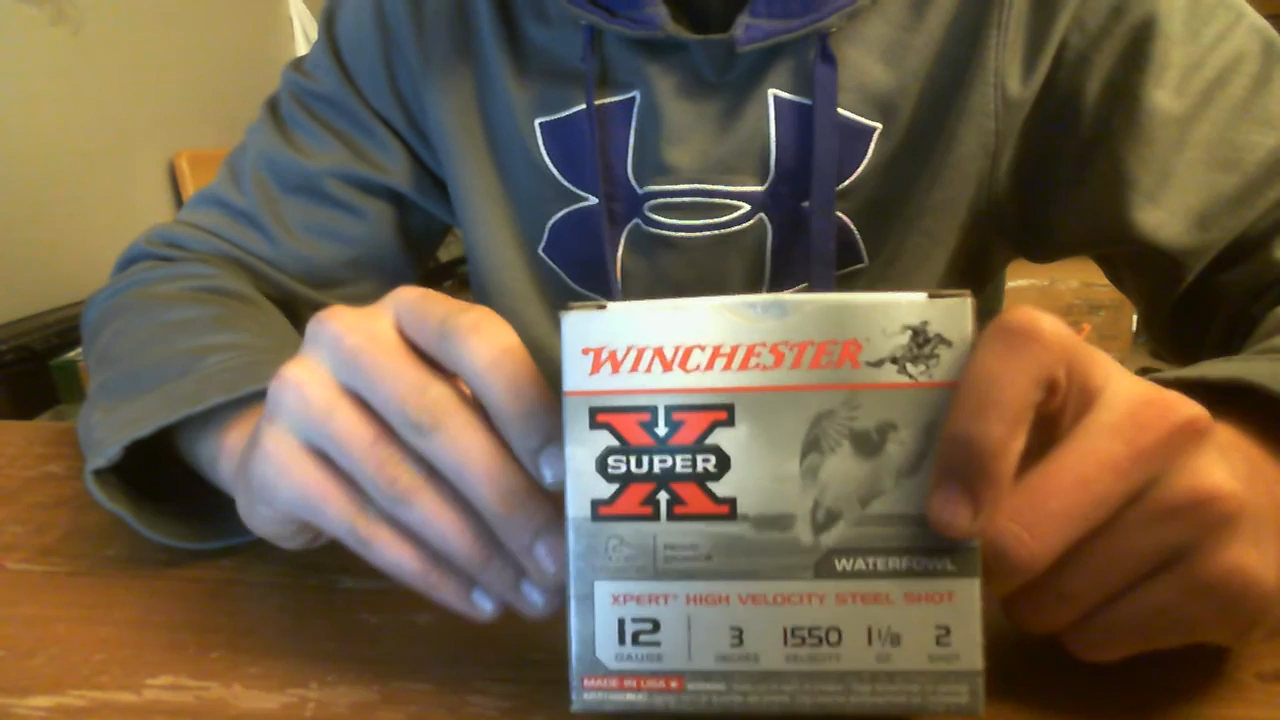 WINCHESTER
X
SUPER
WATERFOWL
XPERT® HIGH VELOCITY STEEL SHOT
12 3 1550 1 1/8 2
GAUGE INCHES VELOCITY OZ SHOT
MADE IN USA